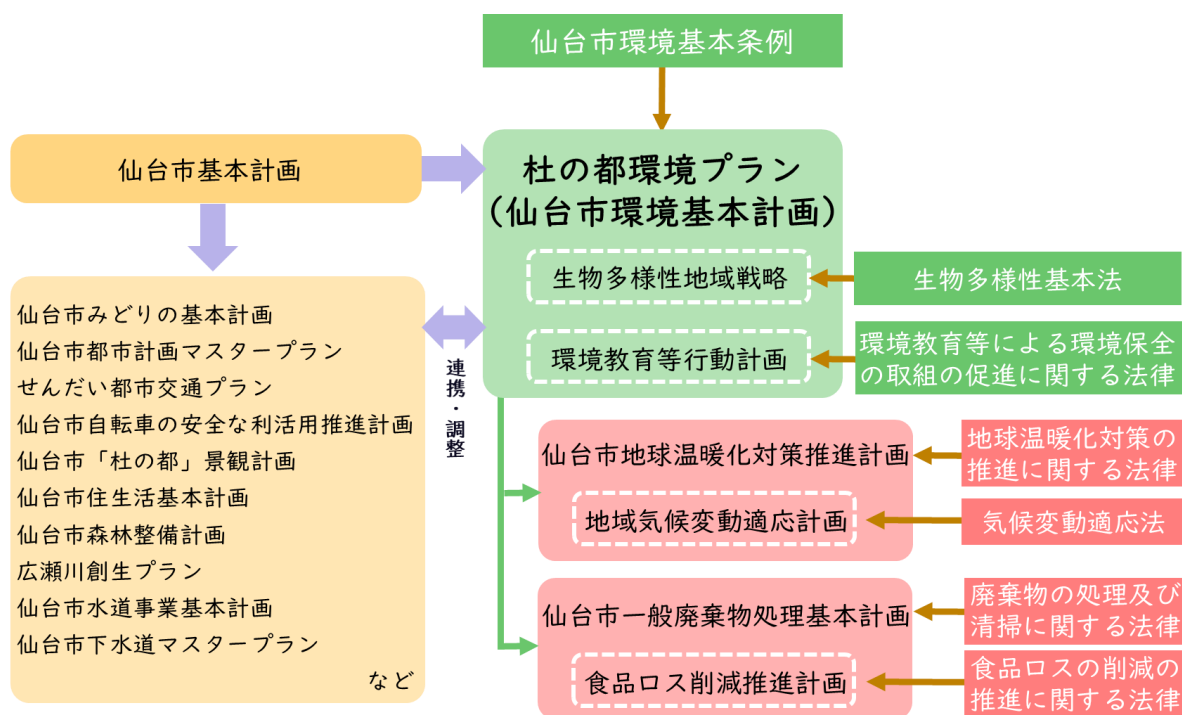 仙台市環境基本条例
仙台市基本計画
杜の都環境プラン
(仙台市環境基本計画)
生物多様性地域戦略
生物多様性基本法
環境教育等行動計画
環境教育等による環境保全
の取組の促進に関する法律
連携・調整
仙台市みどりの基本計画
仙台市都市計画マスタープラン
せんだい都市交通プラン
仙台市自転車の安全な利活用推進計画
仙台市「杜の都」景観計画
仙台市住生活基本計画
仙台市森林整備計画
広瀬川創生プラン
仙台市水道事業基本計画
仙台市下水道マスタープラン
など
仙台市地球温暖化対策推進計画
地球温暖化対策の
推進に関する法律
地域気候変動適応計画
気候変動適応法
仙台市一般廃棄物処理基本計画
廃棄物の処理及び
清掃に関する法律
食品ロス削減推進計画
食品ロスの削減の
推進に関する法律